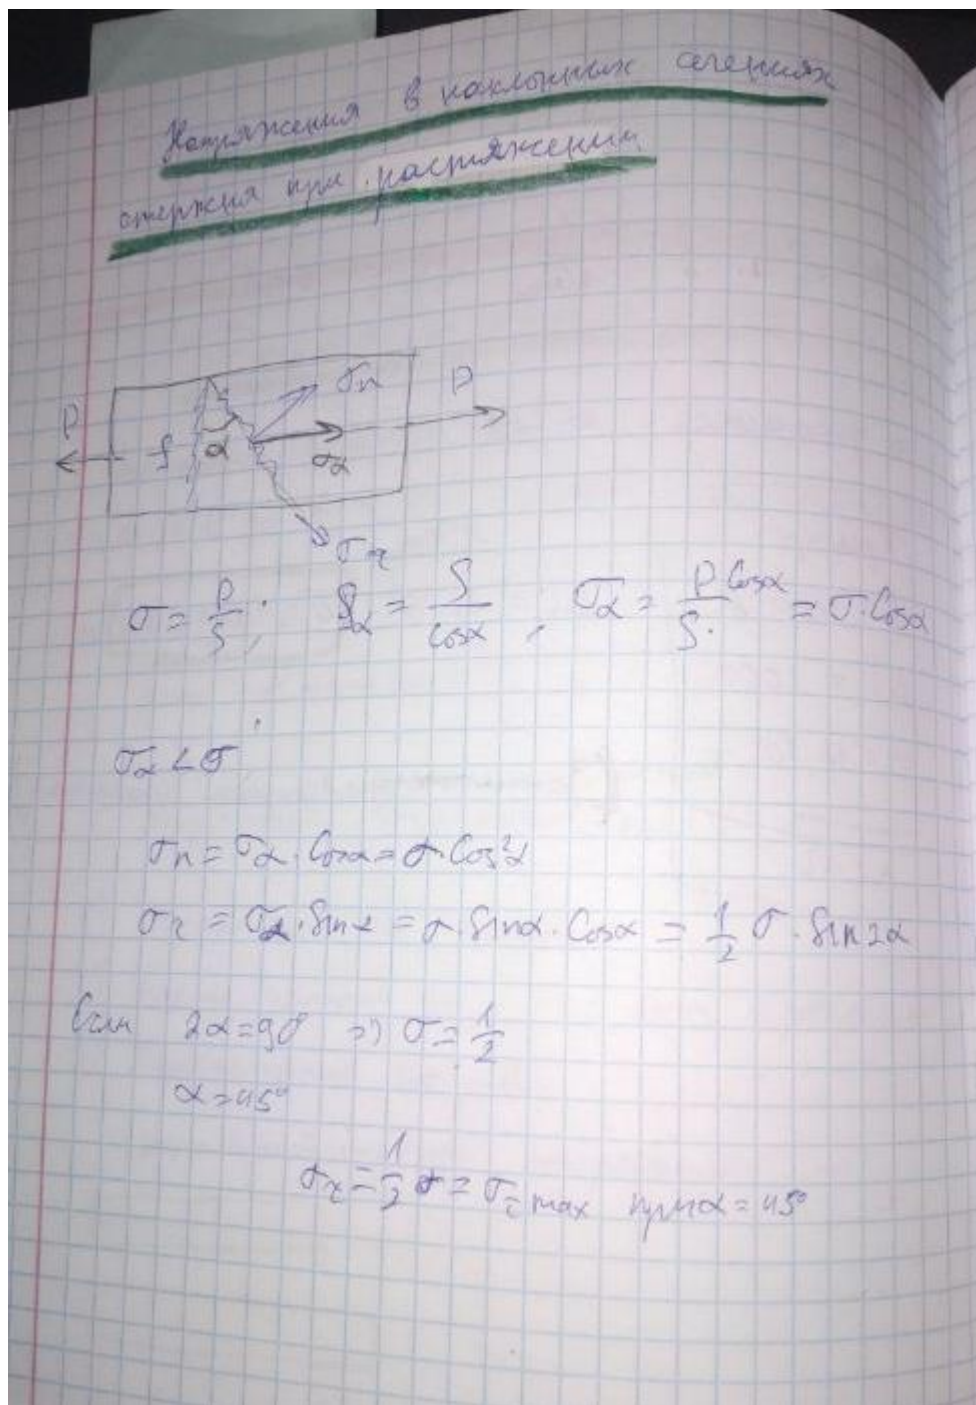 Напряжения в наклонных сечениях
стержня при растяжении
P f α σn σα P
στ
σ = P/S ; Sα = S/cosα , σα = P cosα/S = σ·cosα
σα < σ
σn = σα · cosα = σ · cos²α
στ = σα · sinα = σ · sinα · cosα = 1/2 σ · sin2α
Если 2α = 90° => σ = 1/2
α = 45°
στ = 1/2 σ = στ max при α = 45°